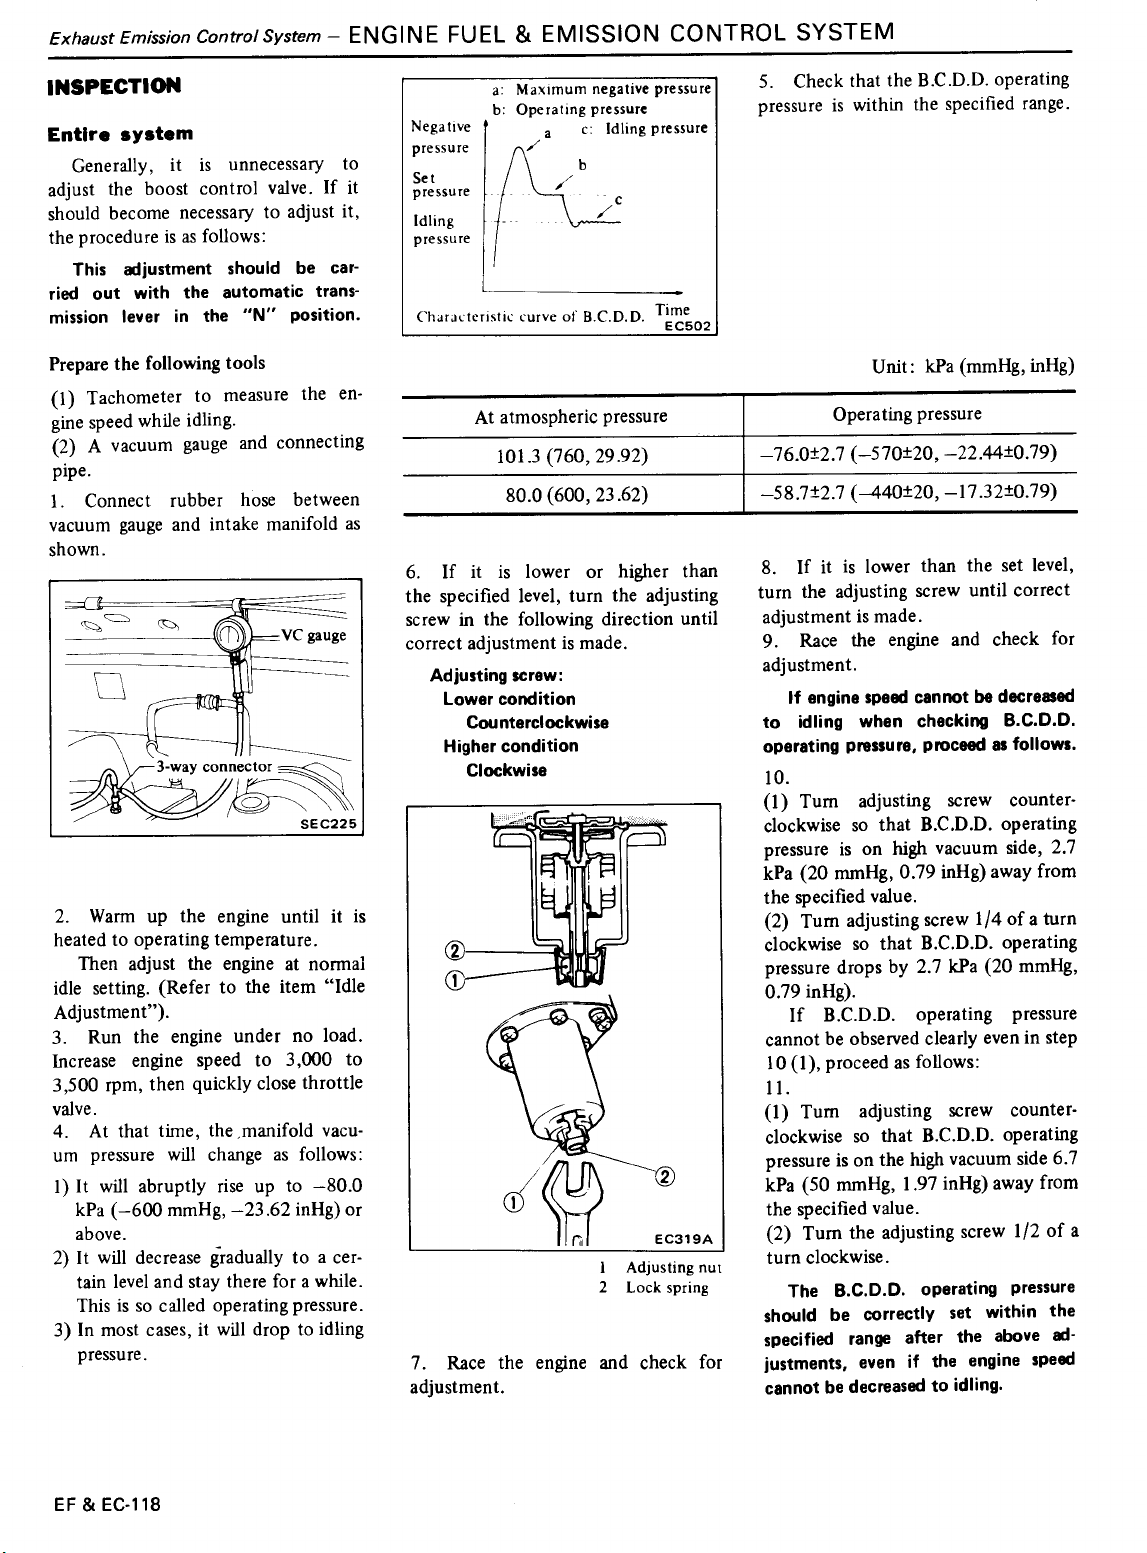 Exhaust Emission Control System – ENGINE FUEL & EMISSION CONTROL SYSTEM
INSPECTION
Entire system
Generally, it is unnecessary to
adjust the boost control valve. If it
should become necessary to adjust it,
the procedure is as follows:
This adjustment should be car-
ried out with the automatic trans-
mission lever in the "N" position.
Prepare the following tools
(1) Tachometer to measure the en-
gine speed while idling.
(2) A vacuum gauge and connecting
pipe.
1. Connect rubber hose between
vacuum gauge and intake manifold as
shown.
VC gauge
3-way connector
SEC225
2. Warm up the engine until it is
heated to operating temperature.
Then adjust the engine at normal
idle setting. (Refer to the item "Idle
Adjustment").
3. Run the engine under no load.
Increase engine speed to 3,000 to
3,500 rpm, then quickly close throttle
valve.
4. At that time, the manifold vacu-
um pressure will change as follows:
1) It will abruptly rise up to –80.0
kPa (–600 mmHg, –23.62 inHg) or
above.
2) It will decrease gradually to a cer-
tain level and stay there for a while.
This is so called operating pressure.
3) In most cases, it will drop to idling
pressure.
a: Maximum negative pressure
b: Operating pressure
c: Idling pressure
Negative
pressure
Set
pressure
Idling
pressure
a
b
c
Time
Characteristic curve of B.C.D.D.
EC502
5. Check that the B.C.D.D. operating
pressure is within the specified range.
Unit: kPa (mmHg, inHg)
At atmospheric pressure Operating pressure
101.3 (760, 29.92) –76.0±2.7 (–570±20, –22.44±0.79)
80.0 (600, 23.62) –58.7±2.7 (–440±20, –17.32±0.79)
6. If it is lower or higher than
the specified level, turn the adjusting
screw in the following direction until
correct adjustment is made.
Adjusting screw:
Lower condition
Counterclockwise
Higher condition
Clockwise
2
1
2
1
EC319A
1 Adjusting nut
2 Lock spring
7. Race the engine and check for
adjustment.
8. If it is lower than the set level,
turn the adjusting screw until correct
adjustment is made.
9. Race the engine and check for
adjustment.
If engine speed cannot be decreased
to idling when checking B.C.D.D.
operating pressure, proceed as follows.
10.
(1) Turn adjusting screw counter-
clockwise so that B.C.D.D. operating
pressure is on high vacuum side, 2.7
kPa (20 mmHg, 0.79 inHg) away from
the specified value.
(2) Turn adjusting screw 1/4 of a turn
clockwise so that B.C.D.D. operating
pressure drops by 2.7 kPa (20 mmHg,
0.79 inHg).
If B.C.D.D. operating pressure
cannot be observed clearly even in step
10 (1), proceed as follows:
11.
(1) Turn adjusting screw counter-
clockwise so that B.C.D.D. operating
pressure is on the high vacuum side 6.7
kPa (50 mmHg, 1.97 inHg) away from
the specified value.
(2) Turn the adjusting screw 1/2 of a
turn clockwise.
The B.C.D.D. operating pressure
should be correctly set within the
specified range after the above ad-
justments, even if the engine speed
cannot be decreased to idling.
EF & EC-118